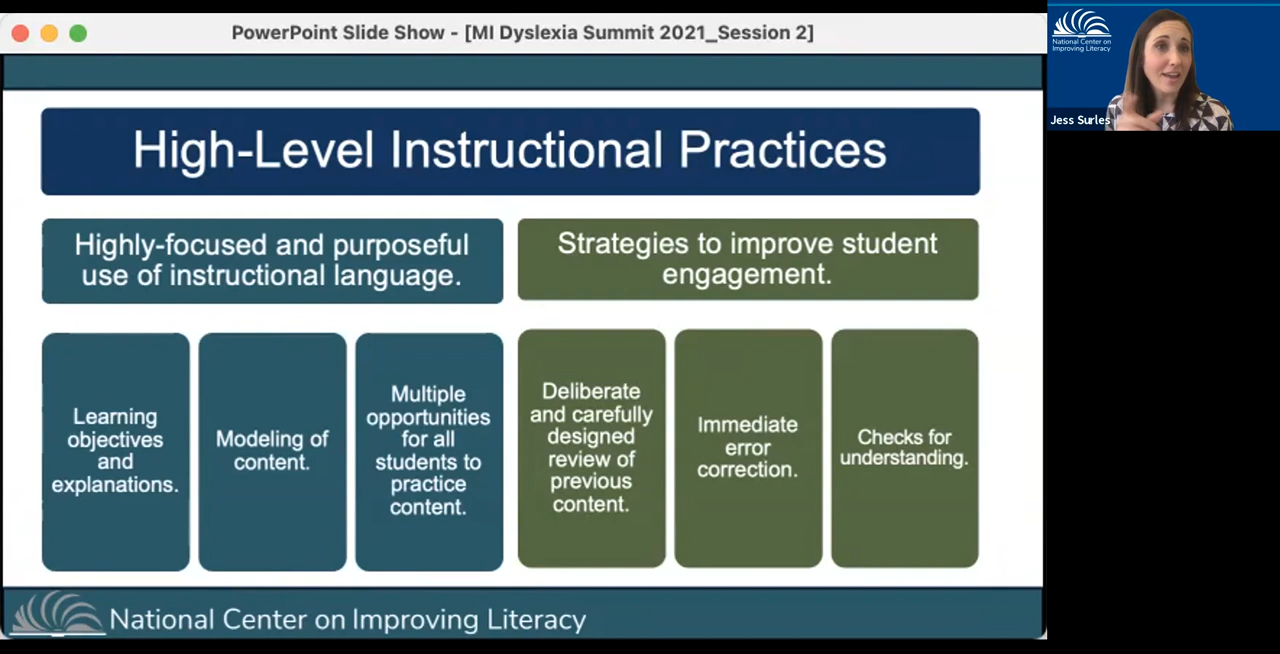 PowerPoint Slide Show - [MI Dyslexia Summit 2021_Session 2]
National Center on
Improving Literacy
Jess Surles
High-Level Instructional Practices
Highly-focused and purposeful
use of instructional language.
Strategies to improve student
engagement.
Learning
objectives
and
explanations.
Modeling of
content.
Multiple
opportunities
for all
students to
practice
content.
Deliberate
and carefully
designed
review of
previous
content.
Immediate
error
correction.
Checks for
understanding.
National Center on Improving Literacy